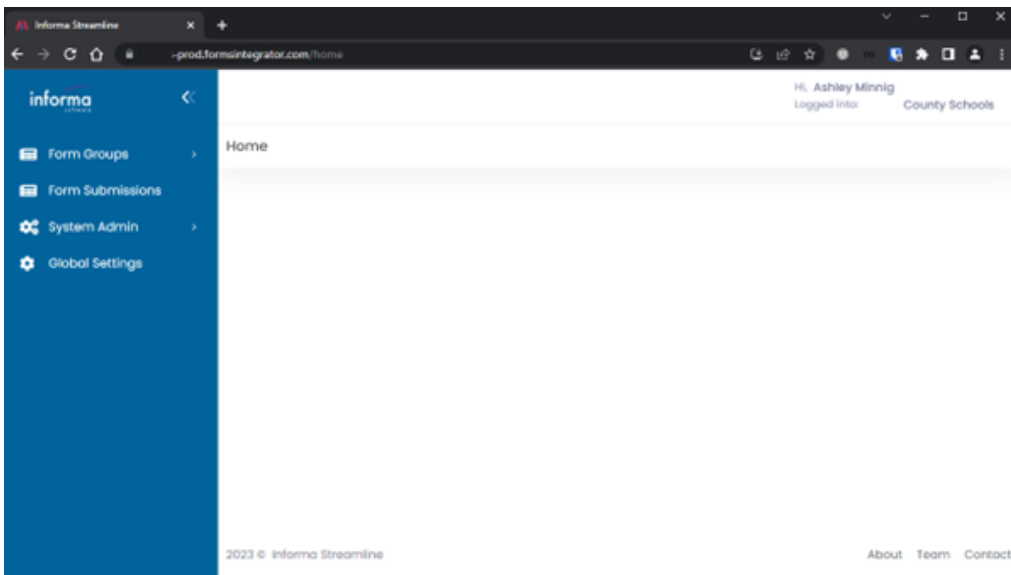 Informa Streamline
-prod.formsintegrator.com/home
informa
software
Hi, Ashley Minnig
Logged into: County Schools
Form Groups
Form Submissions
System Admin
Global Settings
Home
2023 © Informa Streamline
About Team Contact